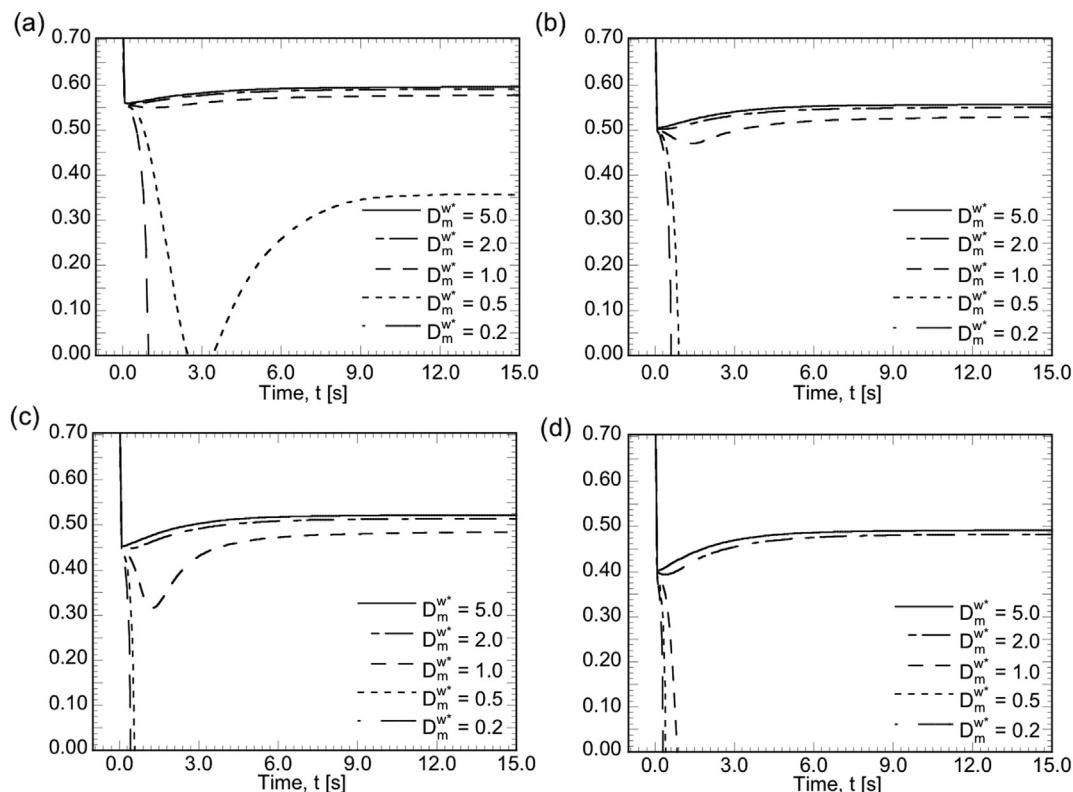 (a)
0.70
0.60
0.50
0.40
0.30
0.20
0.10
0.00
D_m^{w*} = 5.0
D_m^{w*} = 2.0
D_m^{w*} = 1.0
D_m^{w*} = 0.5
D_m^{w*} = 0.2
0.0 3.0 6.0 9.0 12.0 15.0
Time, t [s]
(b)
0.70
0.60
0.50
0.40
0.30
0.20
0.10
0.00
D_m^{w*} = 5.0
D_m^{w*} = 2.0
D_m^{w*} = 1.0
D_m^{w*} = 0.5
D_m^{w*} = 0.2
0.0 3.0 6.0 9.0 12.0 15.0
Time, t [s]
(c)
0.70
0.60
0.50
0.40
0.30
0.20
0.10
0.00
D_m^{w*} = 5.0
D_m^{w*} = 2.0
D_m^{w*} = 1.0
D_m^{w*} = 0.5
D_m^{w*} = 0.2
0.0 3.0 6.0 9.0 12.0 15.0
Time, t [s]
(d)
0.70
0.60
0.50
0.40
0.30
0.20
0.10
0.00
D_m^{w*} = 5.0
D_m^{w*} = 2.0
D_m^{w*} = 1.0
D_m^{w*} = 0.5
D_m^{w*} = 0.2
0.0 3.0 6.0 9.0 12.0 15.0
Time, t [s]